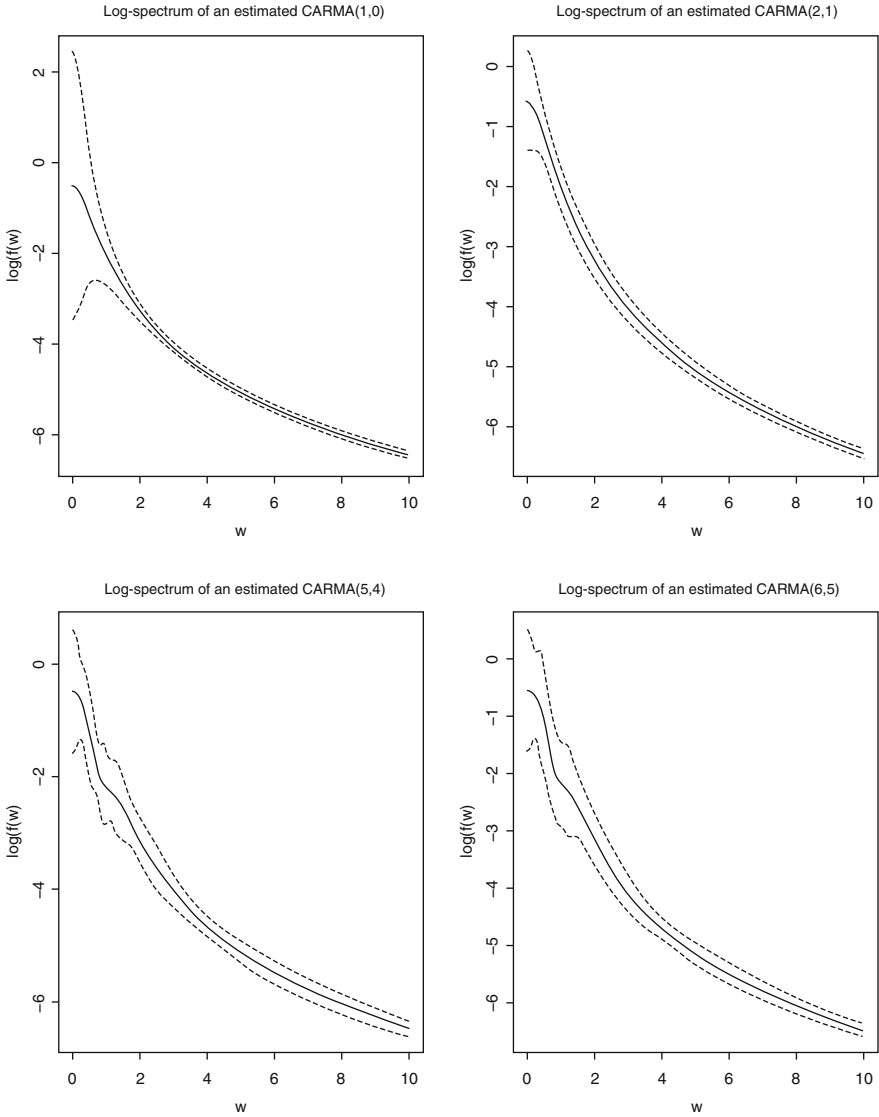 Log-spectrum of an estimated CARMA(1,0)
log(f(w)
2
0
−2
−4
−6
0 2 4 6 8 10
w
Log-spectrum of an estimated CARMA(2,1)
log(f(w)
0
−1
−2
−3
−4
−5
−6
0 2 4 6 8 10
w
Log-spectrum of an estimated CARMA(5,4)
log(f(w)
0
−2
−4
−6
0 2 4 6 8 10
w
Log-spectrum of an estimated CARMA(6,5)
log(f(w)
0
−1
−2
−3
−4
−5
−6
0 2 4 6 8 10
w